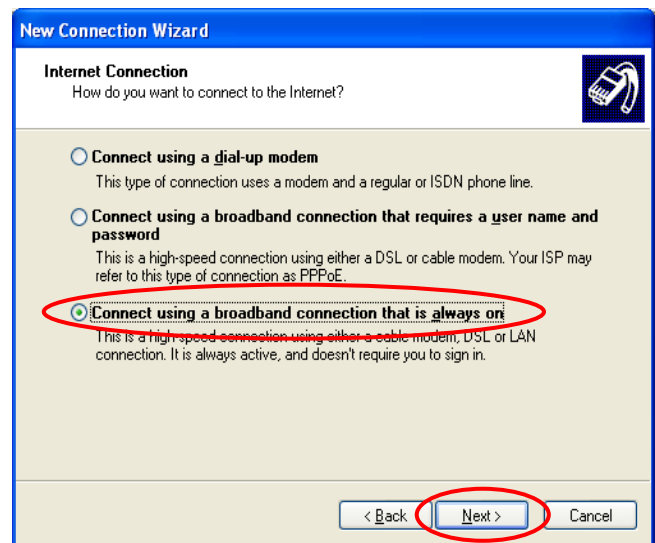 New Connection Wizard
Internet Connection
How do you want to connect to the Internet?
Connect using a dial-up modem
This type of connection uses a modem and a regular or ISDN phone line.
Connect using a broadband connection that requires a user name and
password
This is a high-speed connection using either a DSL or cable modem. Your ISP may
refer to this type of connection as PPPoE.
Connect using a broadband connection that is always on
This is a high-speed connection using either a cable modem, DSL or LAN
connection. It is always active, and doesn't require you to sign in.
< Back
Next >
Cancel